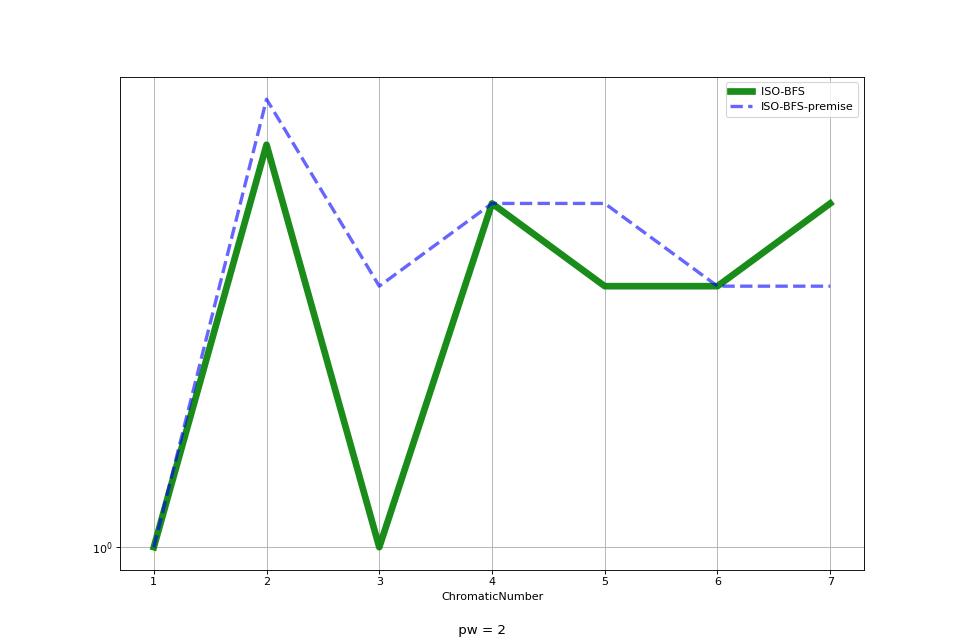 ISO-BFS
ISO-BFS-premise
10⁰
1 2 3 4 5 6 7
ChromaticNumber
pw = 2